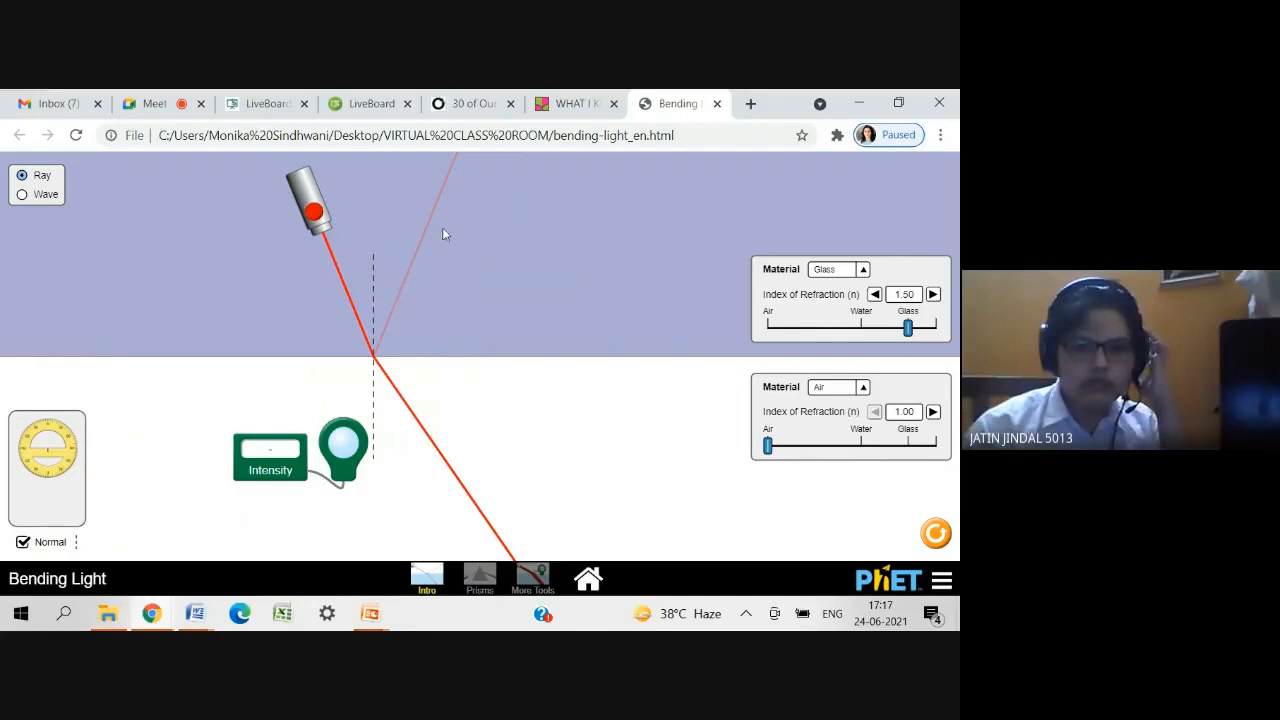 Inbox (7)
Meet
LiveBoard
LiveBoard
30 of Our
WHAT I K
Bending
File
C:/Users/Monika%20Sindhwani/Desktop/VIRTUAL%20CLASS%20ROOM/bending-light_en.html
Paused
Ray
Wave
Material Glass
Index of Refraction (n) 1.50
Air Water Glass
Material Air
Index of Refraction (n) 1.00
Air Water Glass
Intensity
-
Normal
JATIN JINDAL 5013
Bending Light
Intro
Prisms
More Tools
PhET
38°C Haze
ENG
17:17
24-06-2021
4